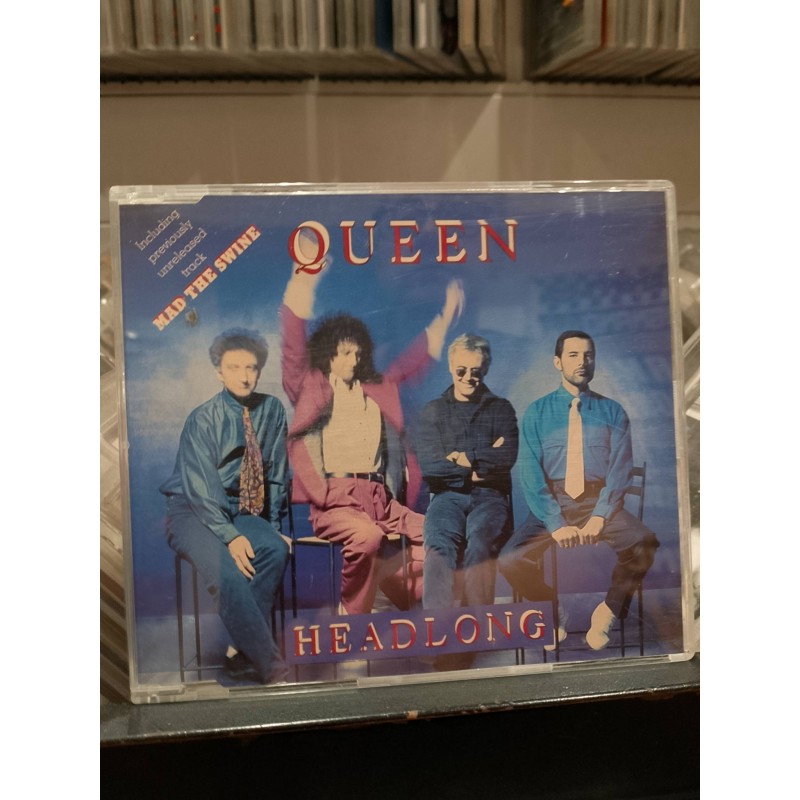 Including
previously
unreleased
track
MAD THE SWINE
QUEEN
HEADLONG